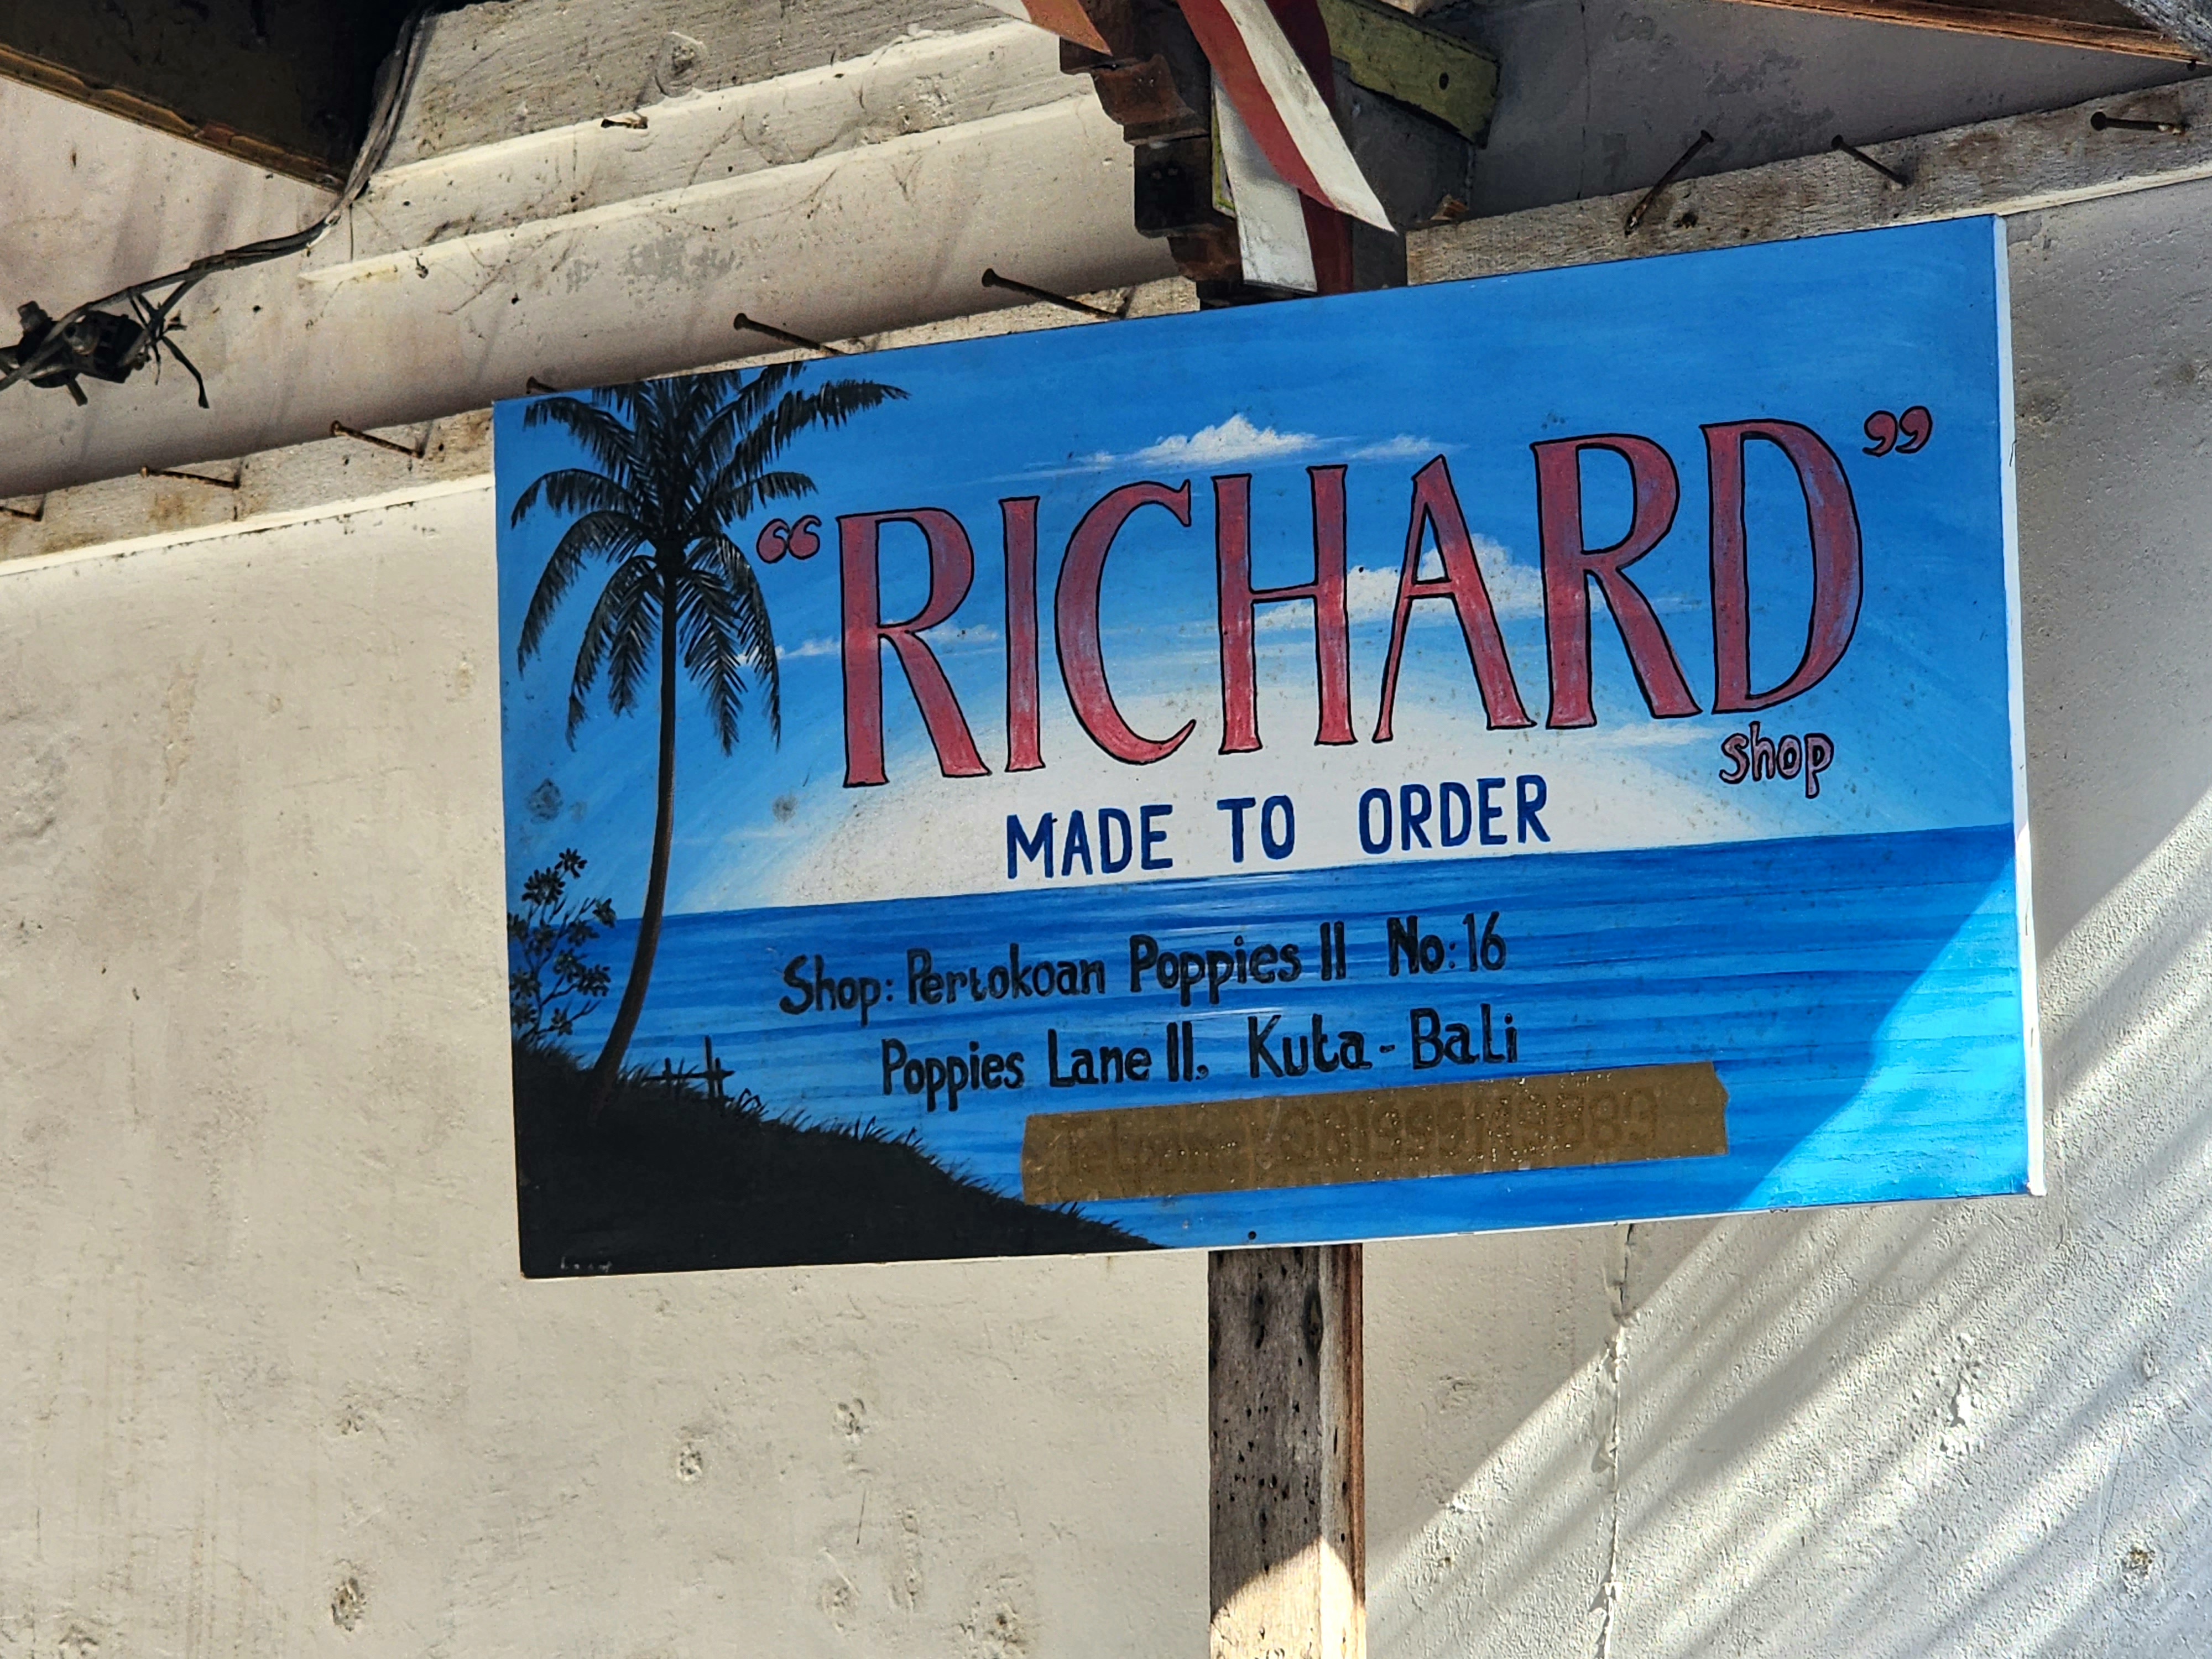 “RICHARD”
shop
MADE TO ORDER
Shop: Pertokoan Poppies II No:16
Poppies Lane II. Kuta - Bali